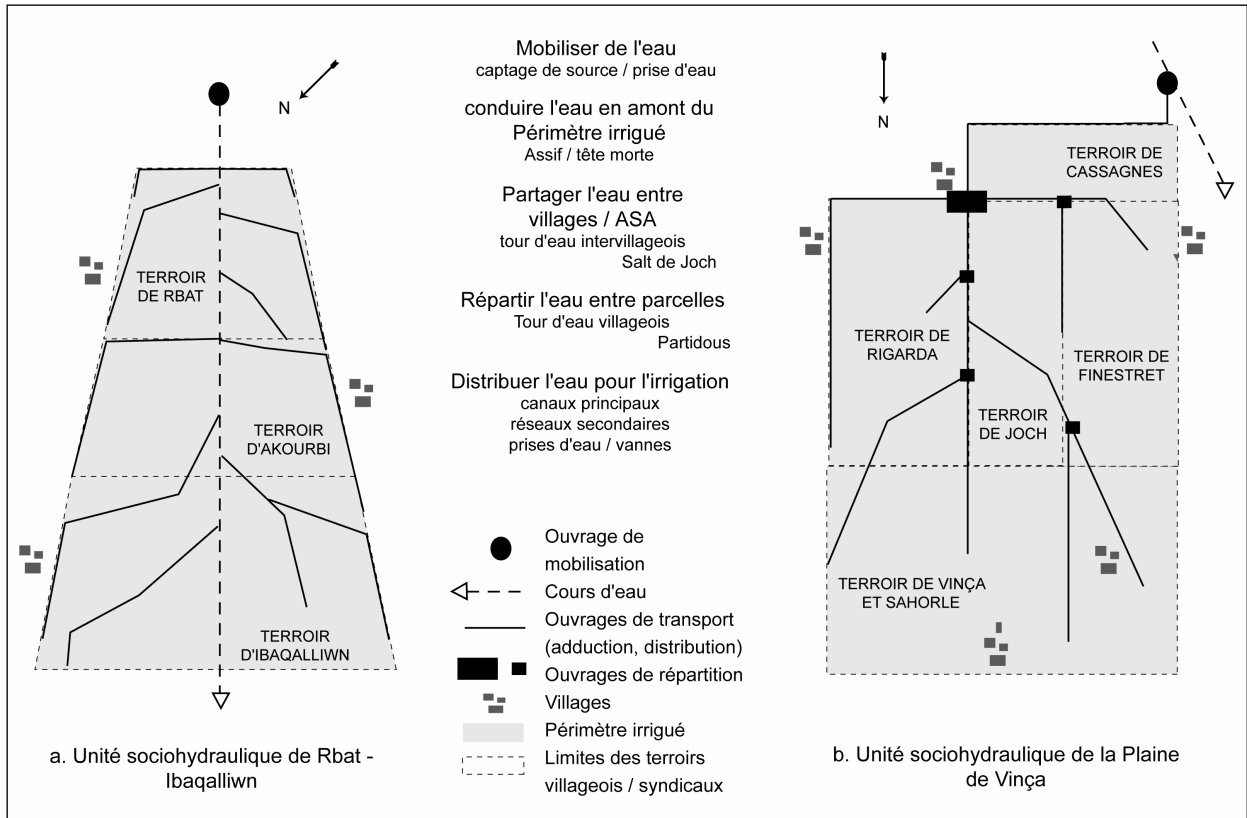 N
TERROIR
DE RBAT
TERROIR
D'AKOURBI
TERROIR
D'IBAQALLIWN
a. Unité sociohydraulique de Rbat -
Ibaqalliwn
Mobiliser de l'eau
captage de source / prise d'eau
conduire l'eau en amont du
Périmètre irrigué
Assif / tête morte
Partager l'eau entre
villages / ASA
tour d'eau intervillageois
Salt de Joch
Répartir l'eau entre parcelles
Tour d'eau villageois
Partidous
Distribuer l'eau pour l'irrigation
canaux principaux
réseaux secondaires
prises d'eau / vannes
Ouvrage de
mobilisation
Cours d'eau
Ouvrages de transport
(adduction, distribution)
Ouvrages de répartition
Villages
Périmètre irrigué
Limites des terroirs
villageois / syndicaux
N
TERROIR DE
CASSAGNES
TERROIR DE
RIGARDA
TERROIR DE
FINESTRET
TERROIR
DE JOCH
TERROIR DE VINÇA
ET SAHORLE
b. Unité sociohydraulique de la Plaine
de Vinça